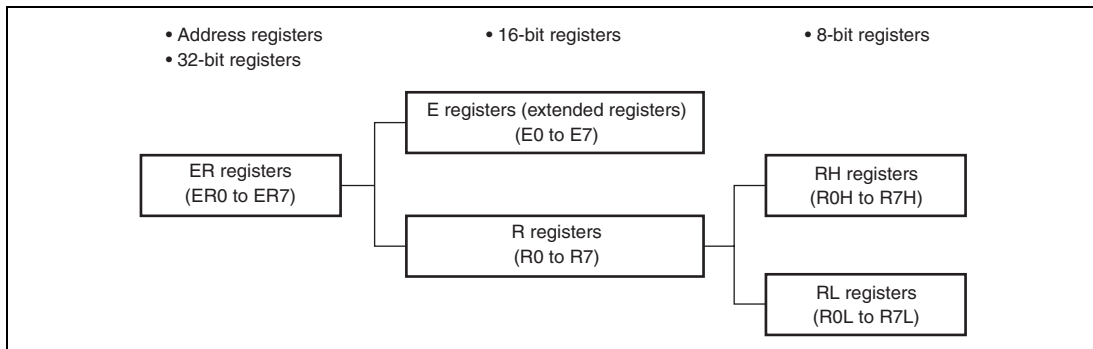 • Address registers
• 32-bit registers
• 16-bit registers
• 8-bit registers
E registers (extended registers)
(E0 to E7)
ER registers
(ER0 to ER7)
RH registers
(R0H to R7H)
R registers
(R0 to R7)
RL registers
(R0L to R7L)